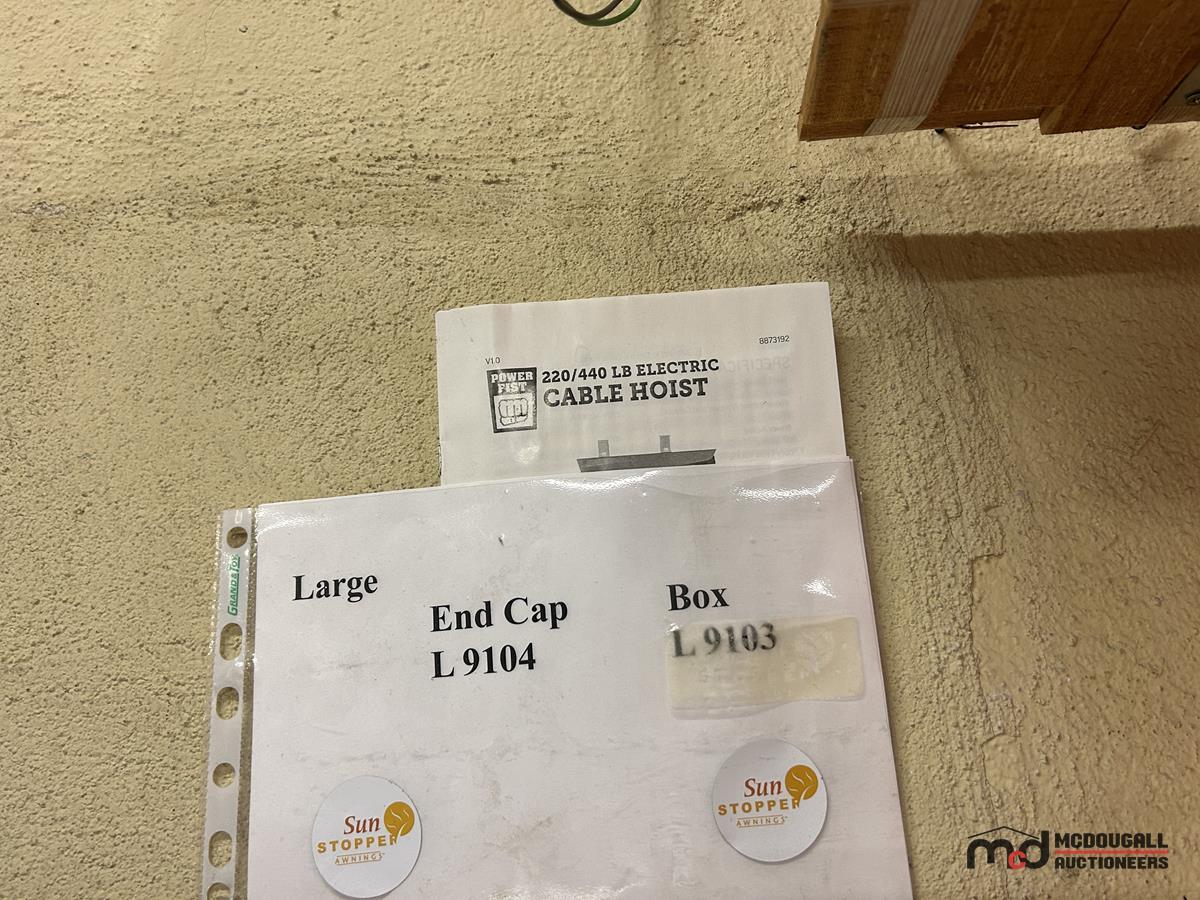 8873192
V1.0
POWER
FIST
220/440 LB ELECTRIC
CABLE HOIST
GRAND & TOY
Large
End Cap
L 9104
Box
L 9103
Sun
STOPPER
AWNINGS
Sun
STOPPER
AWNINGS
mcd
MCDOUGALL
AUCTIONEERS